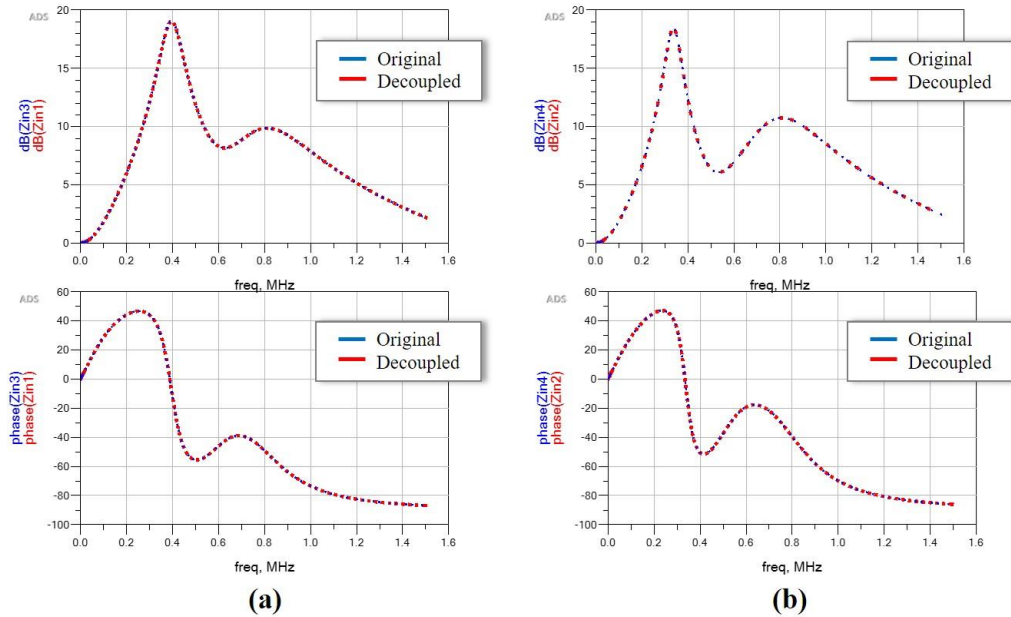 ADS
20
15
10
5
0
dB(Zin3)
dB(Zin1)
Original
Decoupled
0.0 0.2 0.4 0.6 0.8 1.0 1.2 1.4 1.6
freq, MHz
ADS
20
15
10
5
0
dB(Zin4)
dB(Zin2)
Original
Decoupled
0.0 0.2 0.4 0.6 0.8 1.0 1.2 1.4 1.6
freq, MHz
ADS
60
40
20
0
-20
-40
-60
-80
-100
phase(Zin3)
phase(Zin1)
Original
Decoupled
0.0 0.2 0.4 0.6 0.8 1.0 1.2 1.4 1.6
freq, MHz
ADS
60
40
20
0
-20
-40
-60
-80
-100
phase(Zin4)
phase(Zin2)
Original
Decoupled
0.0 0.2 0.4 0.6 0.8 1.0 1.2 1.4 1.6
freq, MHz
(a)
(b)